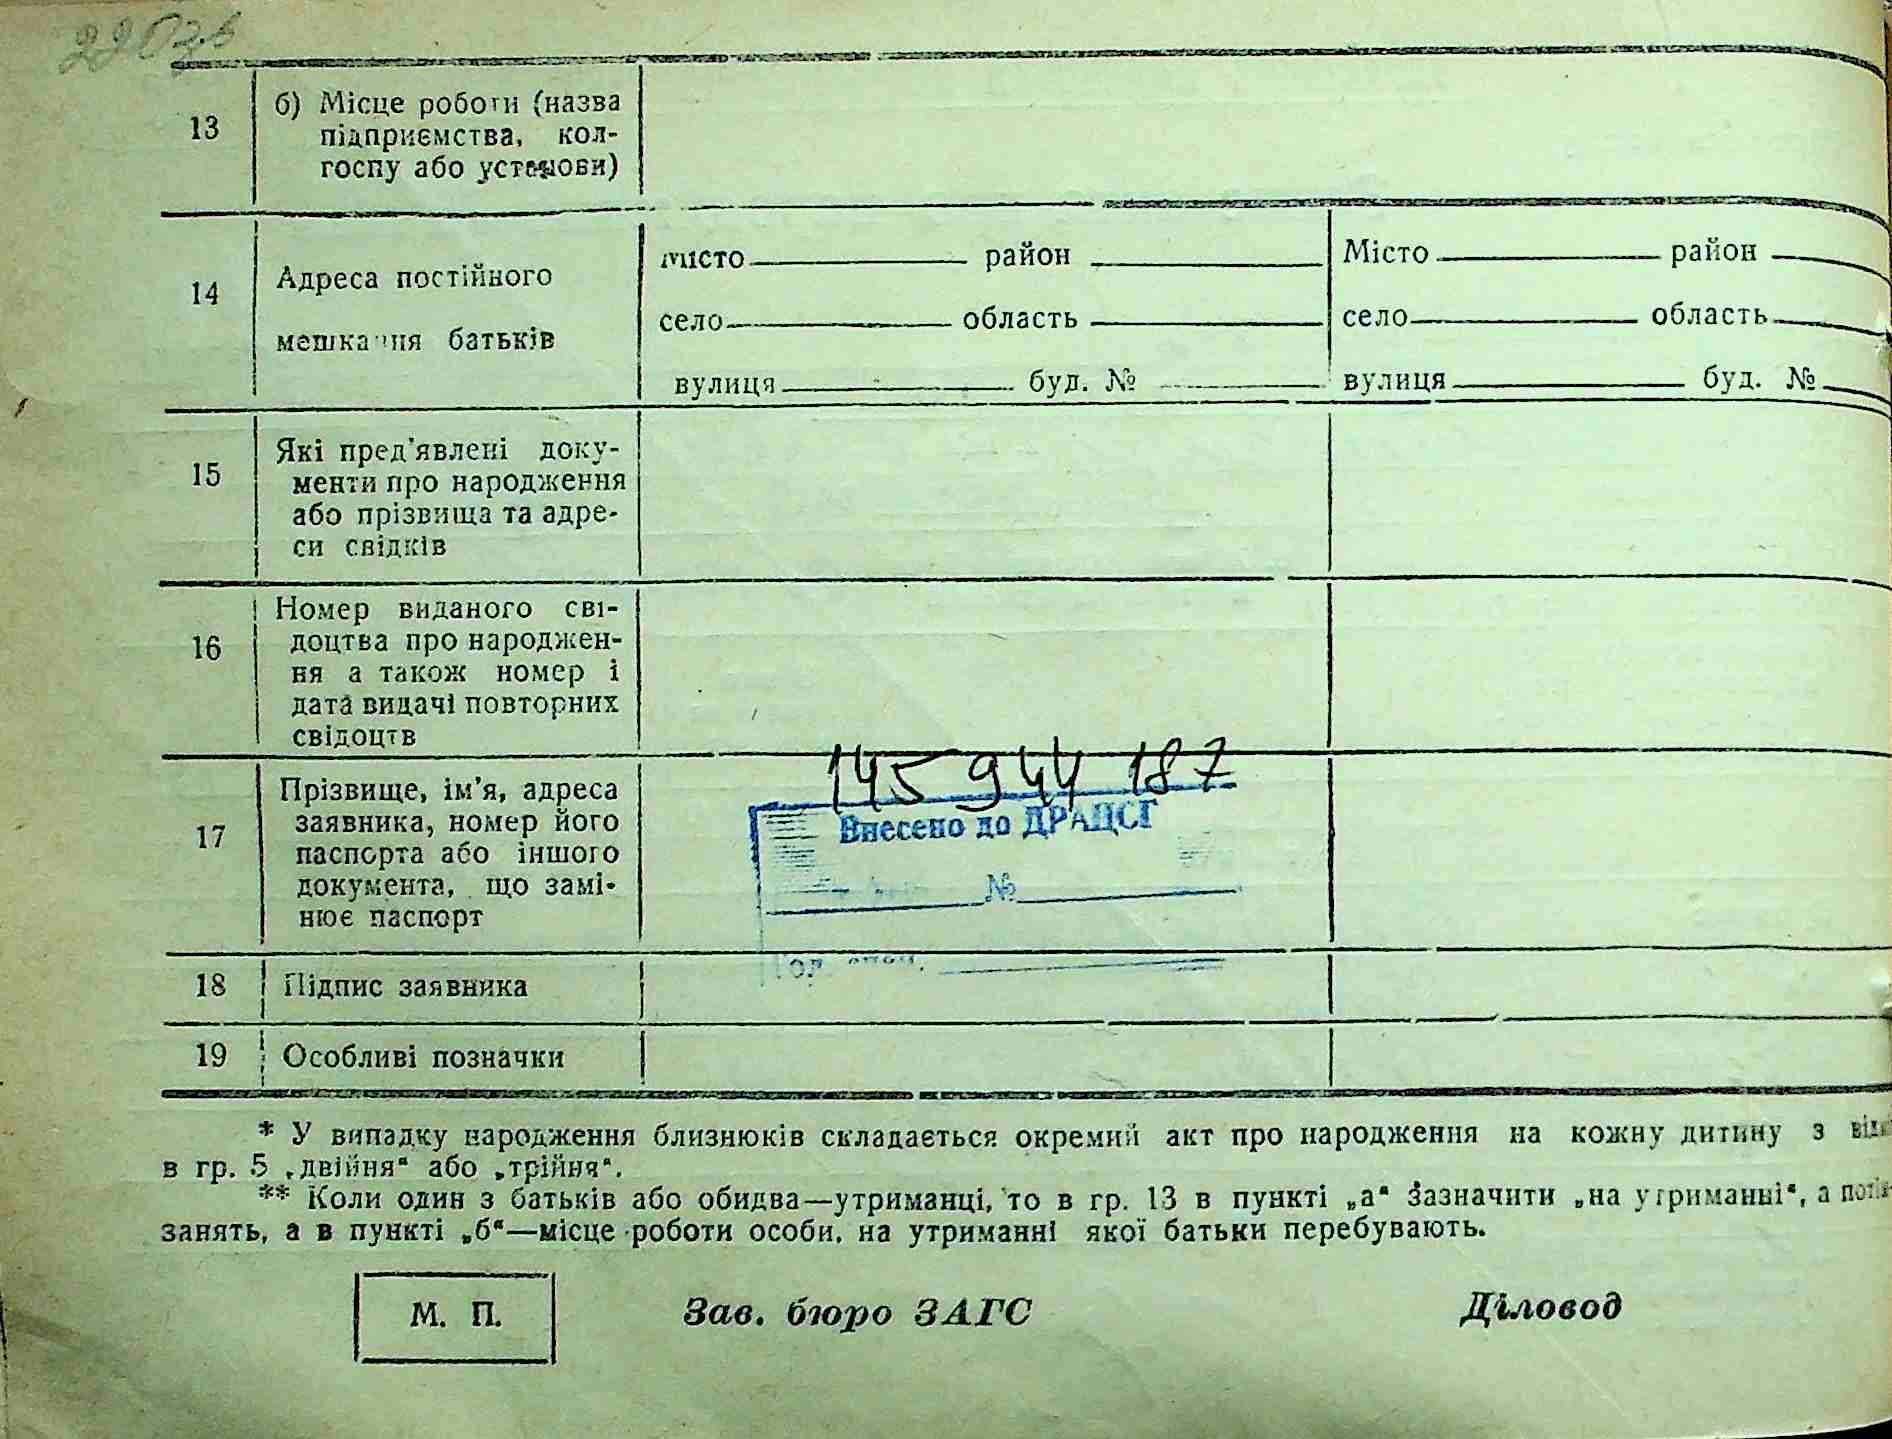 220зв
13 б) Місце роботи (назва
підприємства, кол-
госпу або установи)
14 Адреса постійного
мешкання батьків
місто район Місто район
село область село область
вулиця буд. № вулиця буд. №
15 Які пред'явлені доку-
менти про народження
або прізвища та адре-
си свідків
16 Номер виданого сві-
доцтва про народжен-
ня а також номер і
дата видачі повторних
свідоцтв
145 944 187
17 Прізвище, ім'я, адреса
заявника, номер його
паспорта або іншого
документа, що замі-
нює паспорт
Внесено до ДРАЦСГ
№
18 Підпис заявника
19 Особливі позначки
* У випадку народження близнюків складається окремий акт про народження на кожну дитину з
в гр. 5 „двійня“ або „трійня“.
** Коли один з батьків або обидва—утриманці, то в гр. 13 в пункті „а“ зазначити „на утриманні“, а
занять, а в пункті „б“—місце роботи особи, на утриманні якої батьки перебувають.
М. П. Зав. бюро ЗАГС Діловод